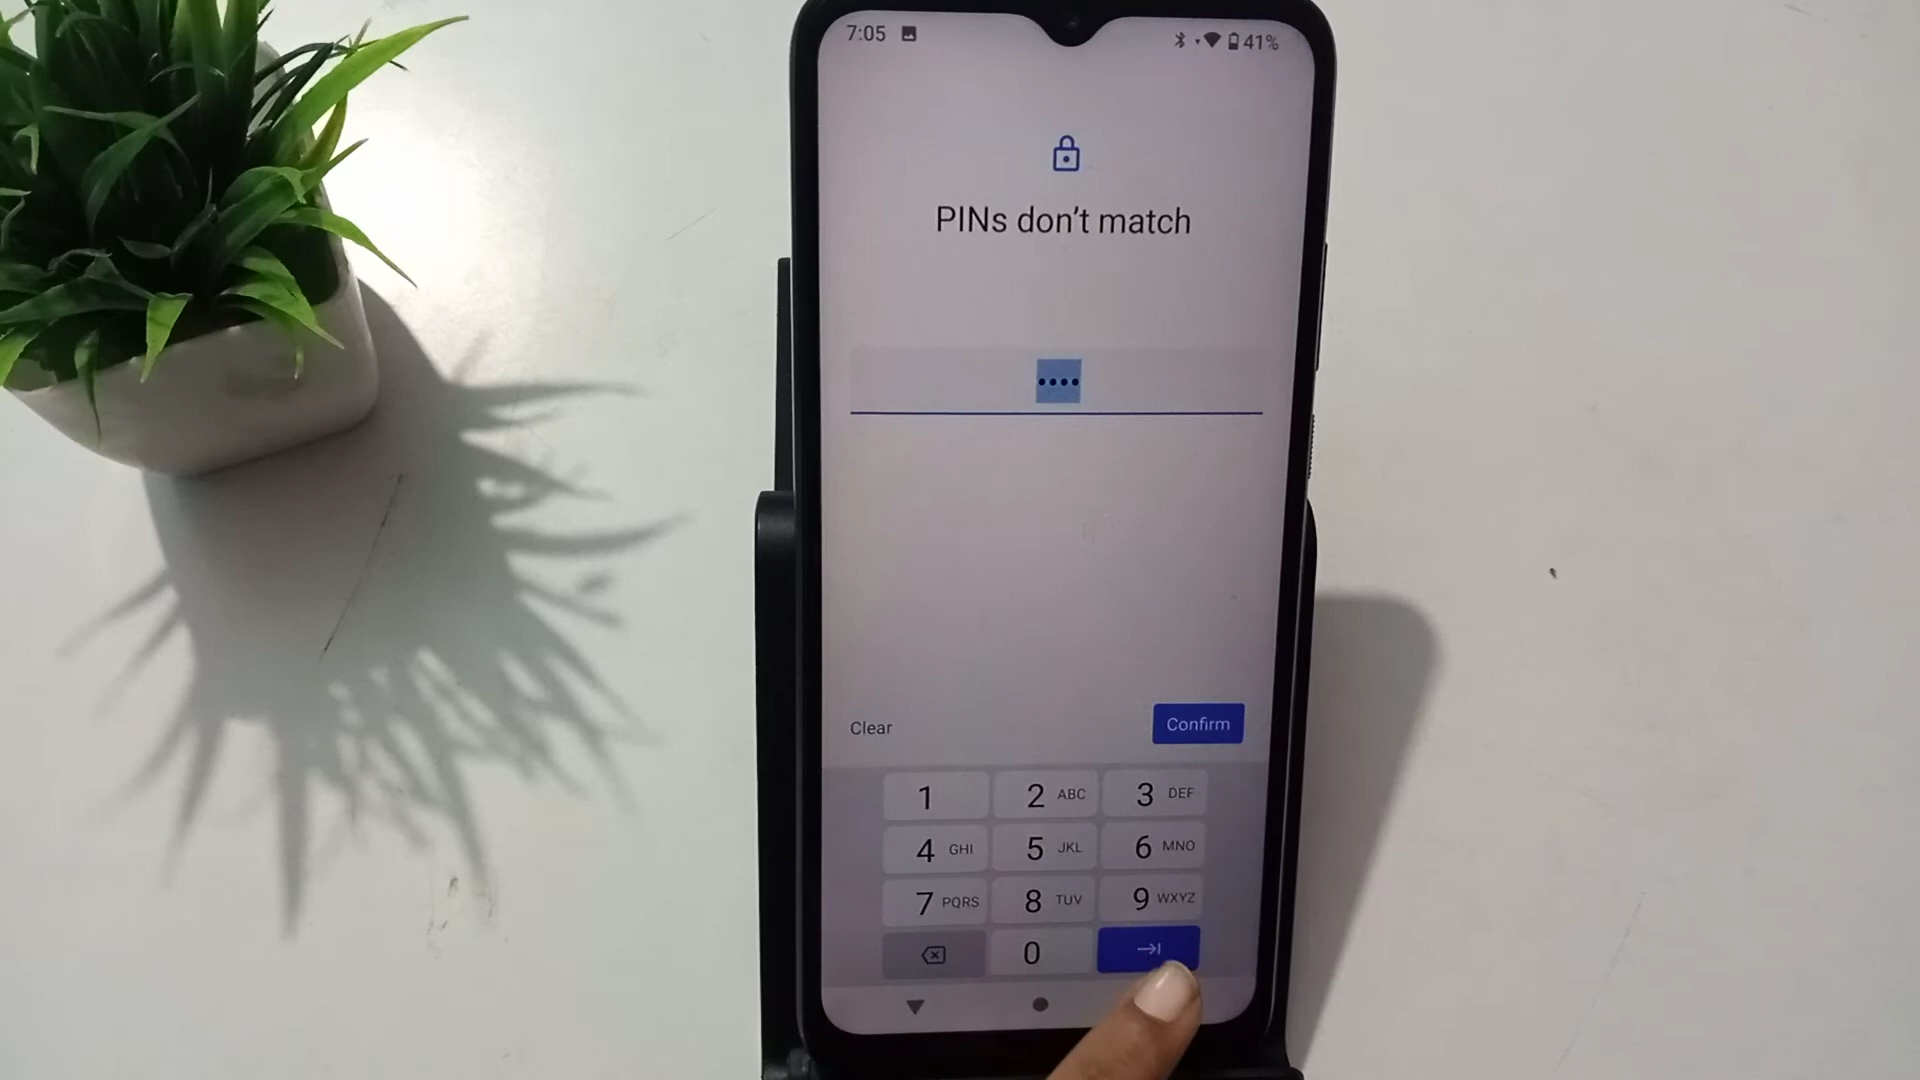 7:05
41%
PINs don't match
••••
Clear
Confirm
1
2 ABC
3 DEF
4 GHI
5 JKL
6 MNO
7 PQRS
8 TUV
9 WXYZ
0